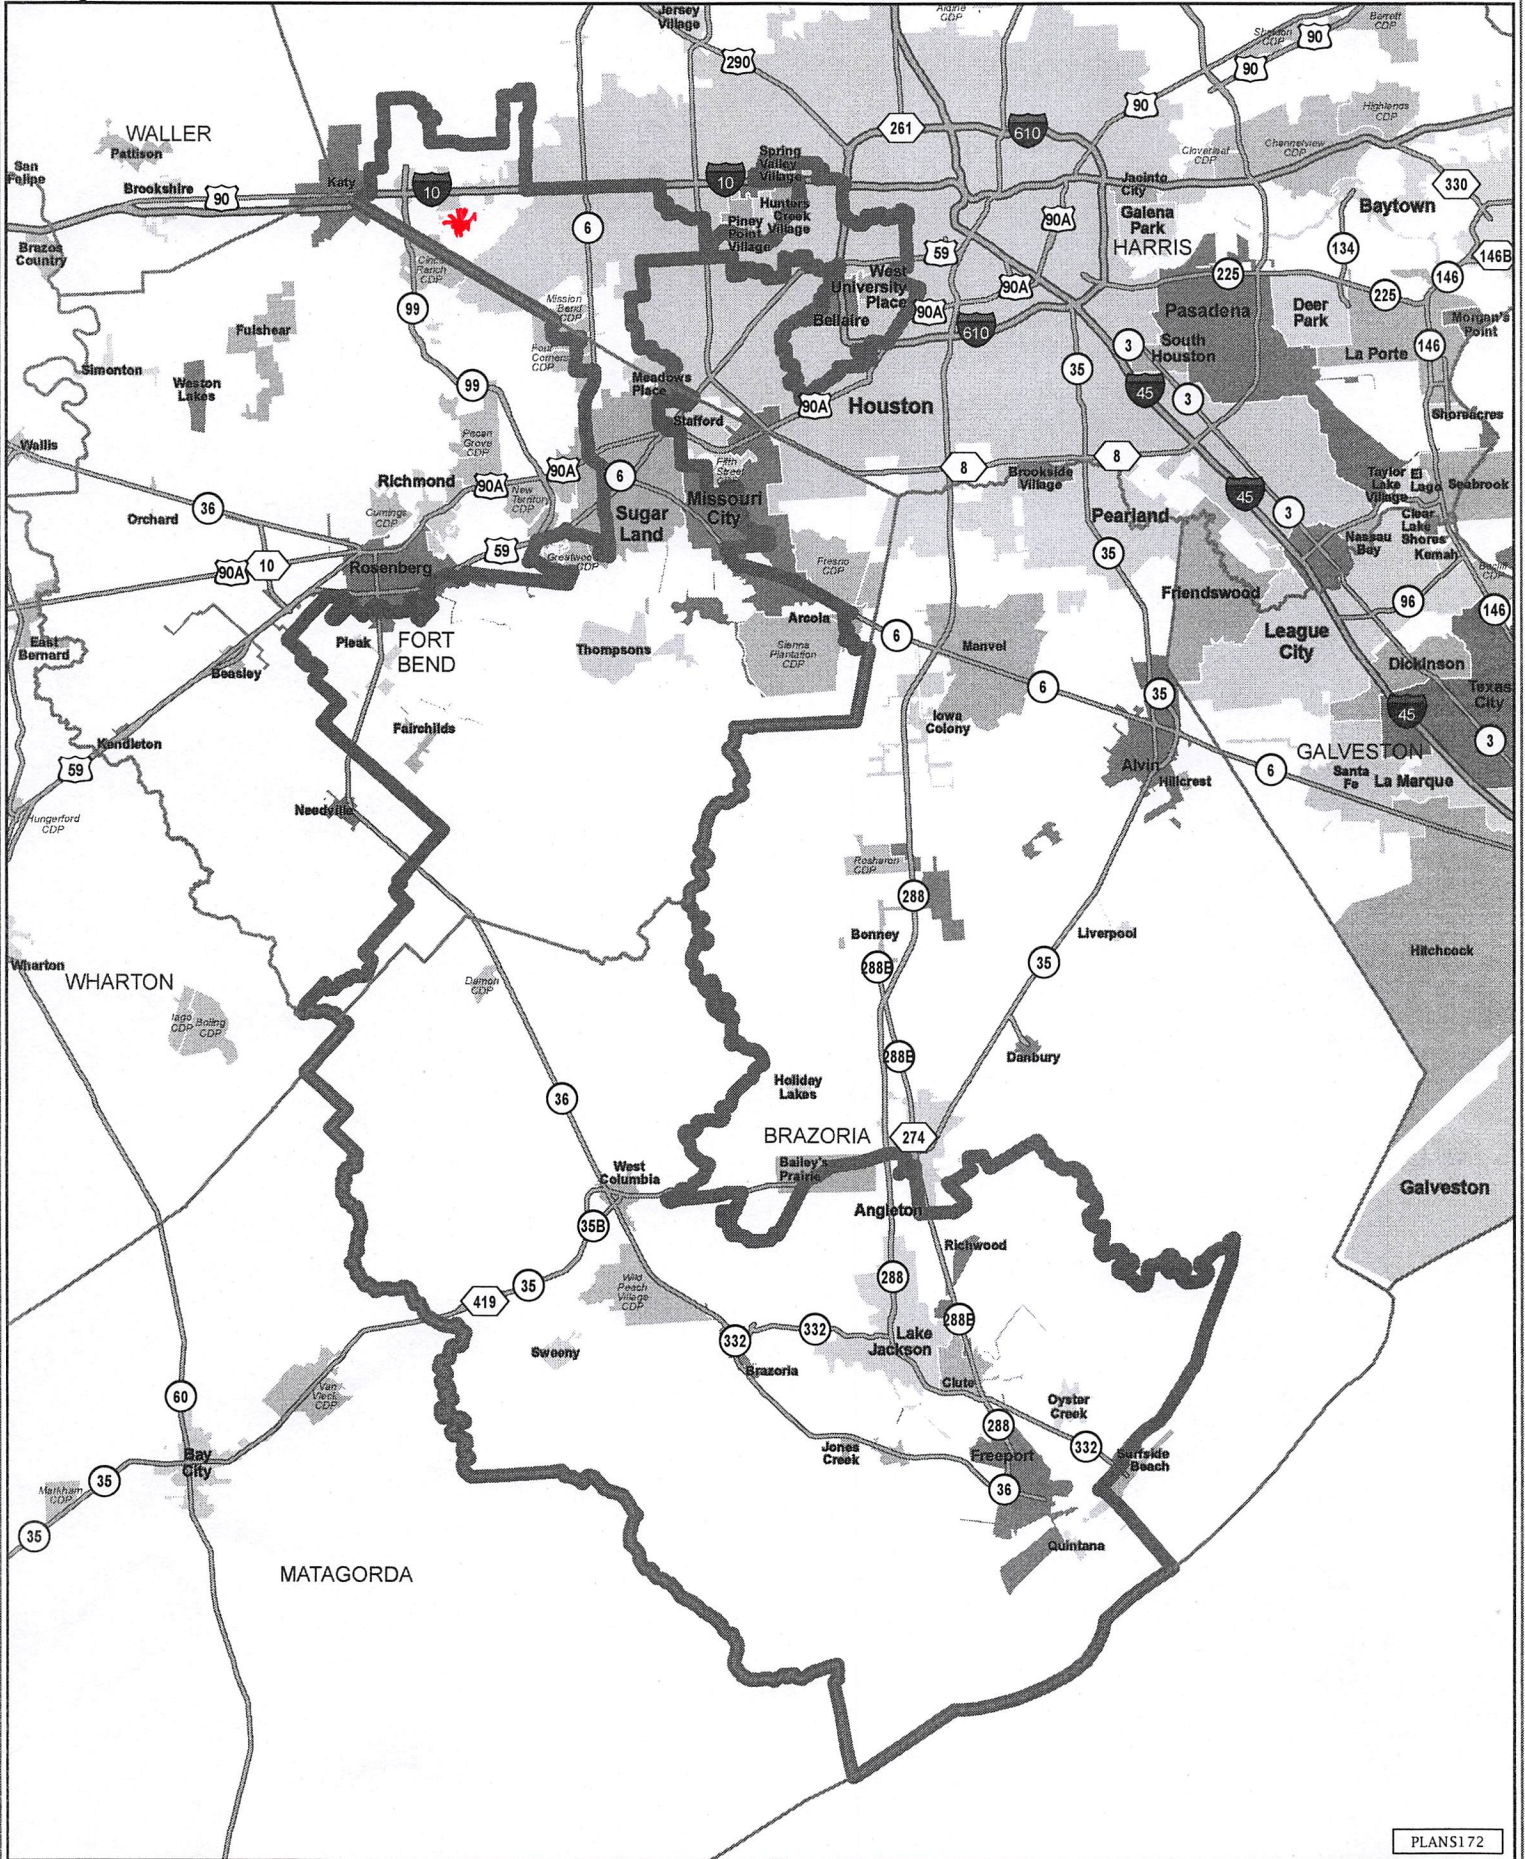 Jersey
Village
Aldine
CDP
Sheldon
CDP
Barrett
CDP
90
290
90
90
Highlands
CDP
WALLER
Pattison
261
610
Cloverleaf
CDP
Channelview
CDP
San
Felipe
Spring
Valley
Village
Brookshire
90
Katy
10
10
Jacinto
City
330
Hunters
Creek
Village
Piney
Point
Village
6
90A
Galena
Park
HARRIS
Baytown
134
Brazos
Country
59
146B
Cinco
Ranch
CDP
West
University
Place
90A
225
146
225
99
Mission
Bend
CDP
Bellaire
90A
610
Pasadena
Deer
Park
Morgan's
Point
Fulshear
Four
Corners
CDP
3
South
Houston
La Porte
146
Simonton
Weston
Lakes
99
Meadows
Place
35
45
3
90A
Houston
Shoreacres
Stafford
Wallis
Pecan
Grove
CDP
Fifth
Street
CDP
90A
6
8
8
Brookside
Village
Taylor
Lake
Village
El
Lago
Seabrook
Richmond
90A
New
Territory
CDP
Missouri
City
45
3
36
Orchard
Cumings
CDP
Sugar
Land
Pearland
Clear
Lake
Shores
Nassau
Bay
Kemah
59
Greatwood
CDP
35
90A
10
Rosenberg
Fresno
CDP
Bacliff
CDP
Friendswood
96
146
Arcola
6
League
City
East
Bernard
Pleak
FORT
BEND
Thompsons
Sienna
Plantation
CDP
Manvel
Dickinson
Beasley
6
35
Texas
City
45
Fairchilds
Iowa
Colony
Kendleton
GALVESTON
3
59
Alvin
Hillcrest
6
Santa
Fe
La Marque
Needville
Hungerford
CDP
Rosharon
CDP
288
Bonney
Liverpool
Hitchcock
Wharton
WHARTON
288B
35
Damon
CDP
Iago
CDP
Boling
CDP
Danbury
288B
Holiday
Lakes
36
BRAZORIA
274
West
Columbia
Bailey's
Prairie
Galveston
Angleton
35B
Richwood
35
419
Wild
Peach
Village
CDP
288
288B
332
332
Lake
Jackson
Sweeny
Brazoria
Clute
60
Van
Vleck
CDP
Oyster
Creek
288
332
Jones
Creek
Freeport
Surfside
Beach
Bay
City
35
Markham
CDP
36
35
Quintana
MATAGORDA
PLANS172